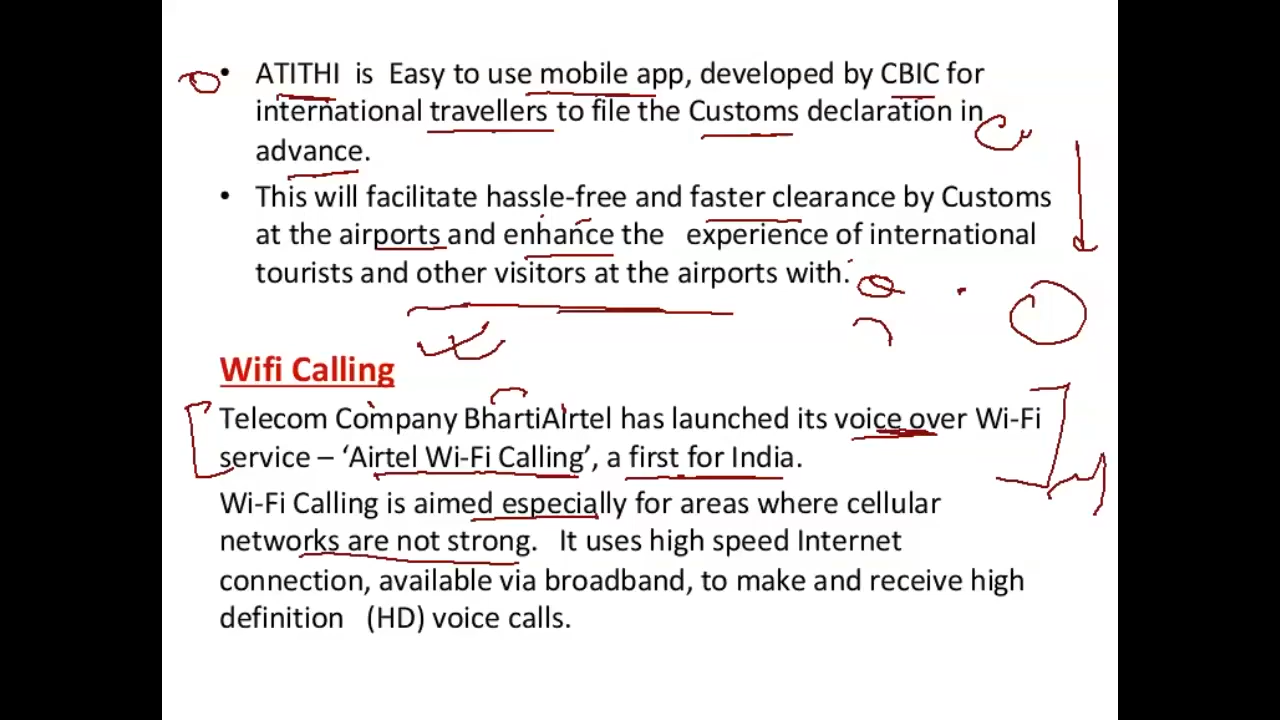 • ATITHI is Easy to use mobile app, developed by CBIC for
international travellers to file the Customs declaration in
advance.
• This will facilitate hassle-free and faster clearance by Customs
at the airports and enhance the experience of international
tourists and other visitors at the airports with.
Wifi Calling
Telecom Company BhartiAirtel has launched its voice over Wi-Fi
service – ‘Airtel Wi-Fi Calling’, a first for India.
Wi-Fi Calling is aimed especially for areas where cellular
networks are not strong. It uses high speed Internet
connection, available via broadband, to make and receive high
definition (HD) voice calls.